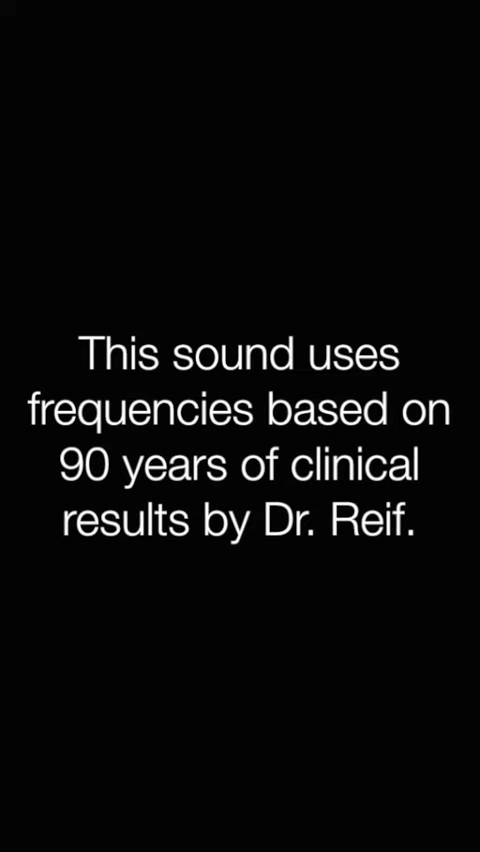 This sound uses
frequencies based on
90 years of clinical
results by Dr. Reif.